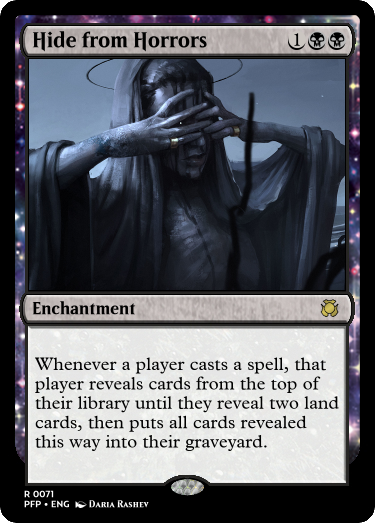 Hide from Horrors 1
Enchantment
Whenever a player casts a spell, that
player reveals cards from the top of
their library until they reveal two land
cards, then puts all cards revealed
this way into their graveyard.
R 0071
PFP • ENG Daria Rashev